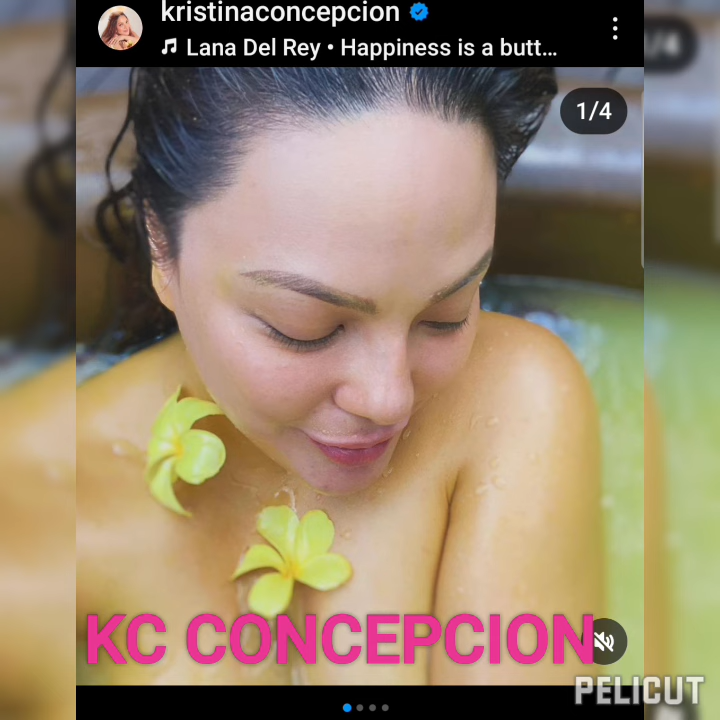 kristinaconcepcion
Lana Del Rey • Happiness is a butt...
1/4
KC CONCEPCION
PELICUT